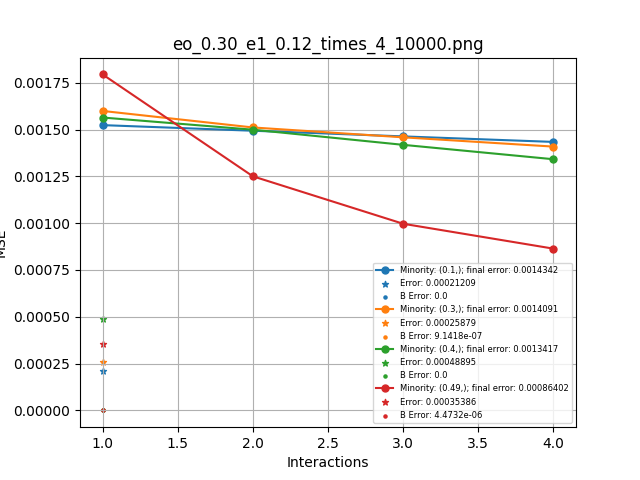 eo_0.30_e1_0.12_times_4_10000.png
0.00175
0.00150
0.00125
0.00100
0.00075
0.00050
0.00025
0.00000
MSE
Minority: (0.1,); final error: 0.0014342
Error: 0.00021209
B Error: 0.0
Minority: (0.3,); final error: 0.0014091
Error: 0.00025879
B Error: 9.1418e-07
Minority: (0.4,); final error: 0.0013417
Error: 0.00048895
B Error: 0.0
Minority: (0.49,); final error: 0.00086402
Error: 0.00035386
B Error: 4.4732e-06
1.0 1.5 2.0 2.5 3.0 3.5 4.0
Interactions